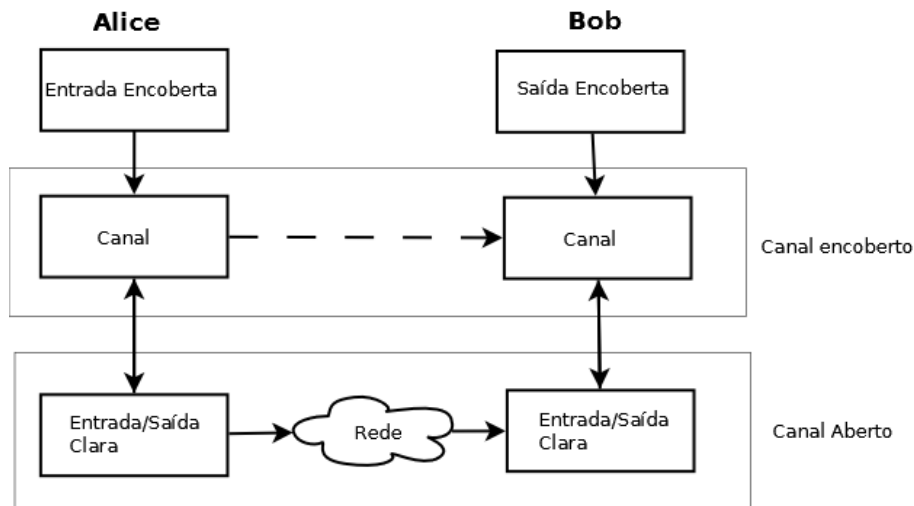 Alice
Bob
Entrada Encoberta
Saída Encoberta
Canal
Canal
Canal encoberto
Entrada/Saída
Clara
Rede
Entrada/Saída
Clara
Canal Aberto